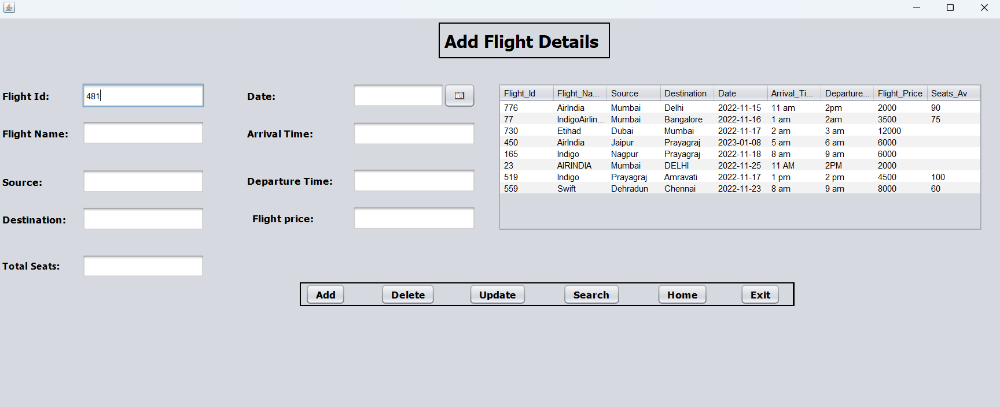 Add Flight Details
Flight Id: 481
Date:
Flight Name:
Arrival Time:
Source:
Departure Time:
Destination:
Flight price:
Total Seats:
Flight_Id Flight_Na... Source Destination Date Arrival_Ti... Departure... Flight_Price Seats_Av
776 AirIndia Mumbai Delhi 2022-11-15 11 am 2pm 2000 90
77 IndigoAirlin... Mumbai Bangalore 2022-11-16 1 am 2am 3500 75
730 Etihad Dubai Mumbai 2022-11-17 2 am 3 am 12000
450 AirIndia Jaipur Prayagraj 2023-01-08 5 am 6 am 6000
165 Indigo Nagpur Prayagraj 2022-11-18 8 am 9 am 6000
23 AIRINDIA Mumbai DELHI 2022-11-25 11 AM 2PM 2000
519 Indigo Prayagraj Amravati 2022-11-17 1 pm 2 pm 4500 100
559 Swift Dehradun Chennai 2022-11-23 8 am 9 am 8000 60
Add Delete Update Search Home Exit